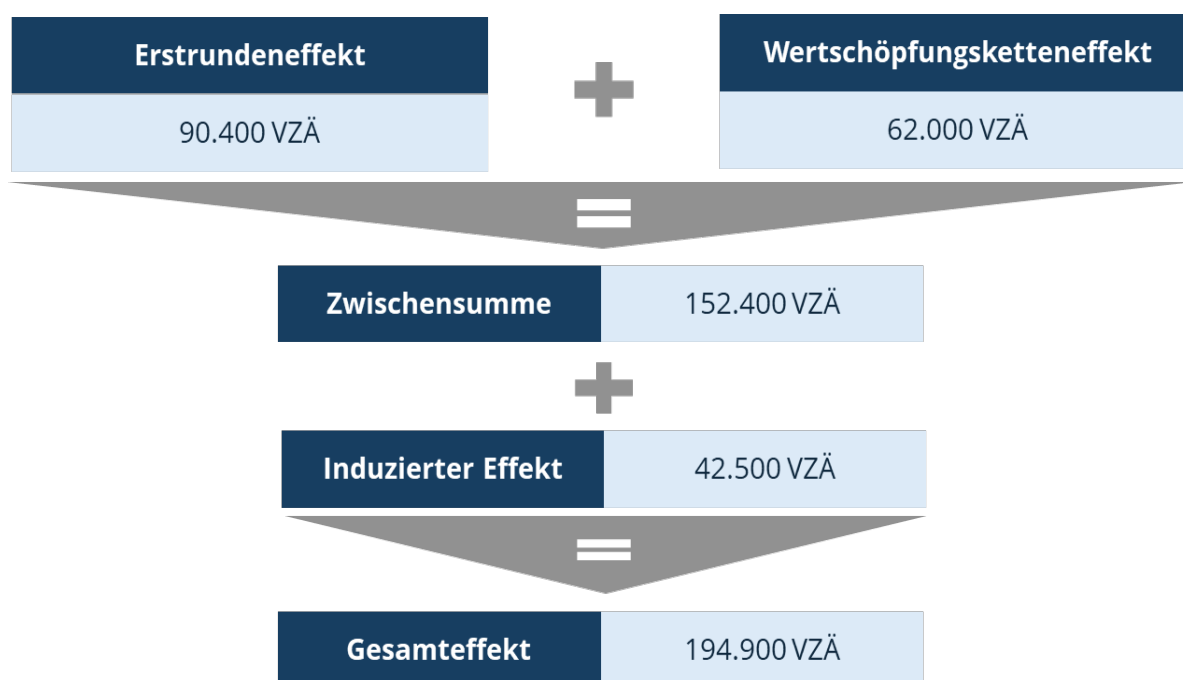 Erstrundeneffekt
Wertschöpfungsketteneffekt
90.400 VZÄ
62.000 VZÄ
Zwischensumme
152.400 VZÄ
Induzierter Effekt
42.500 VZÄ
Gesamteffekt
194.900 VZÄ